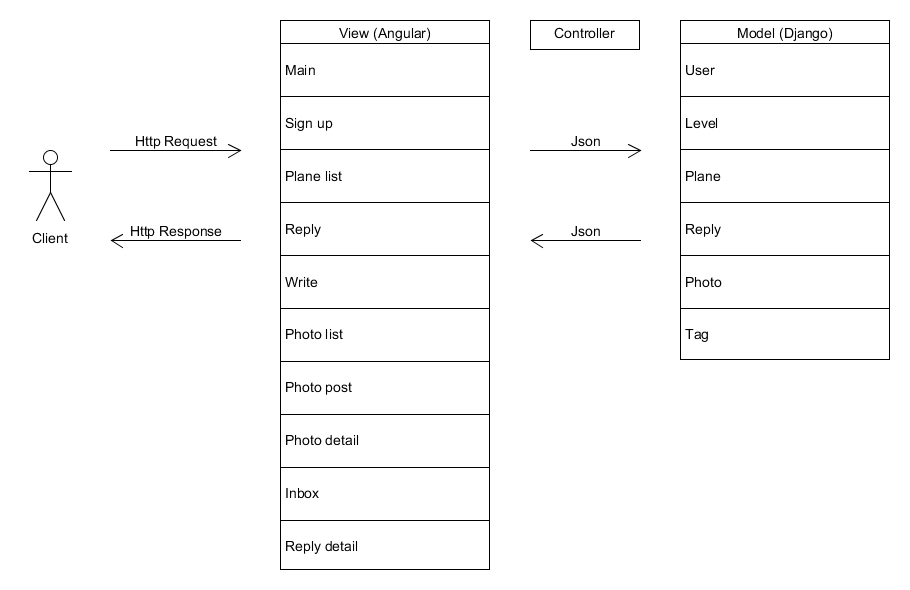 View (Angular)
Controller
Model (Django)
Main
User
Sign up
Level
Http Request
Json
Plane list
Plane
Client
Http Response
Reply
Json
Reply
Write
Photo
Photo list
Tag
Photo post
Photo detail
Inbox
Reply detail